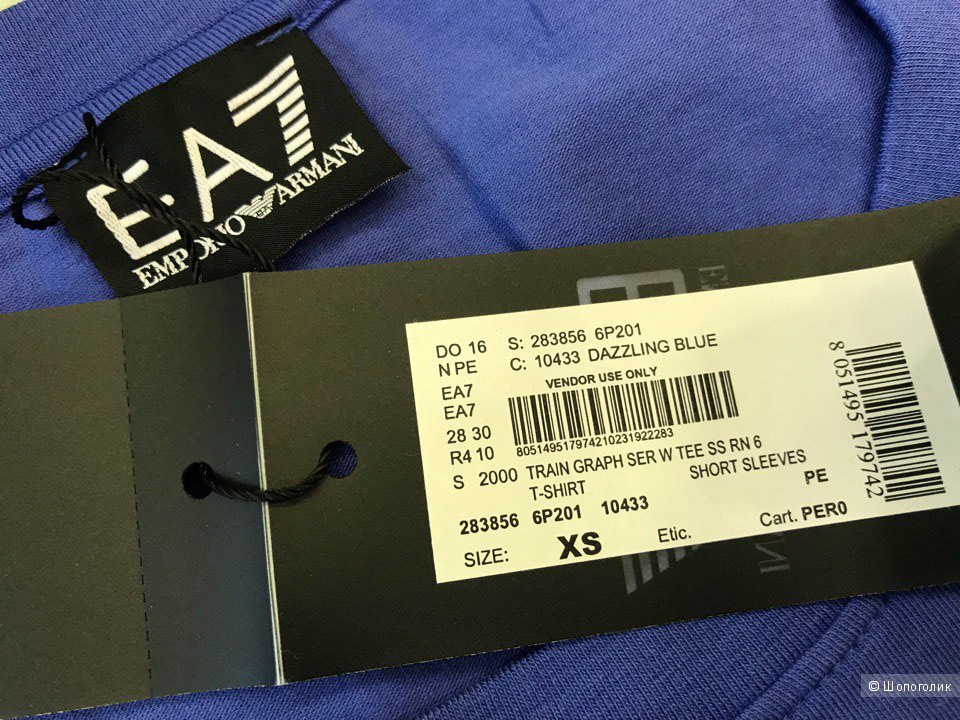 EA7
EMPORIO ARMANI
DO 16 S: 283856 6P201
N PE C: 10433 DAZZLING BLUE
EA7 VENDOR USE ONLY
EA7
28 30
R4 10 805149517974210231922283
S 2000 TRAIN GRAPH SER W TEE SS RN 6
T-SHIRT SHORT SLEEVES
283856 6P201 10433 PE
SIZE: XS Etic. Cart. PER0
8 051495 179742
© Шопоголик